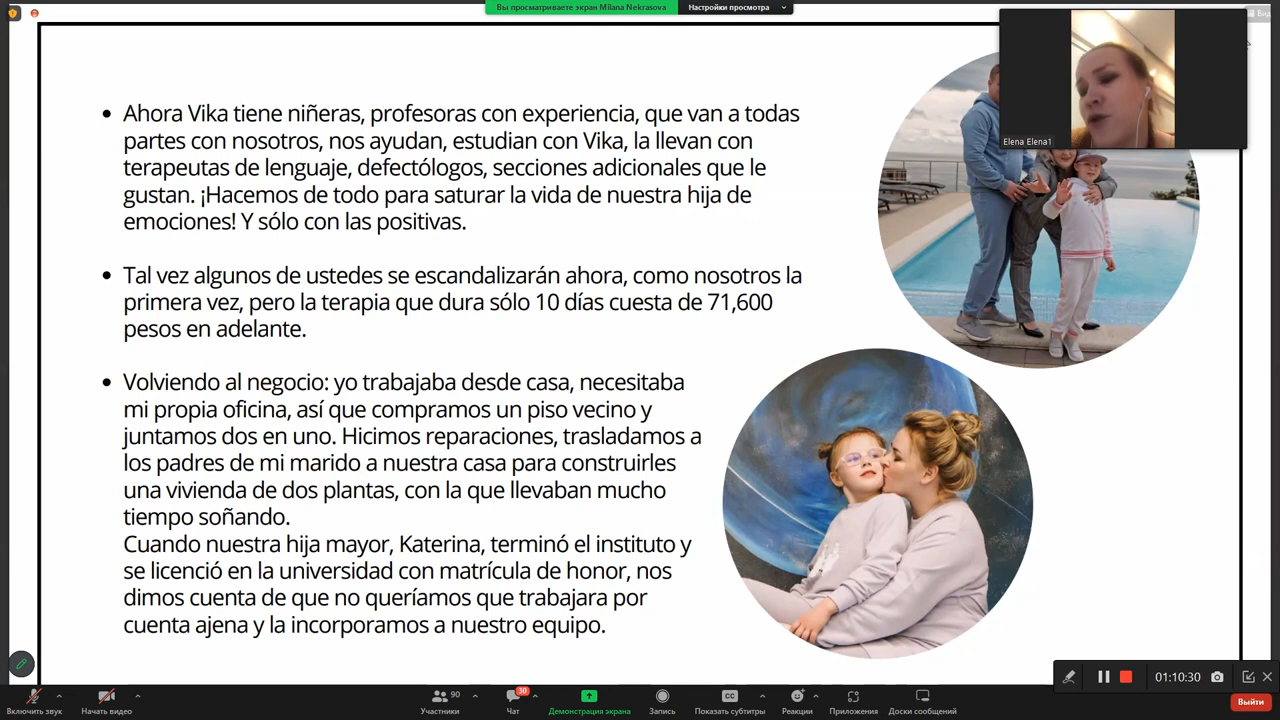 Вы просматриваете экран Milana Nekrasova
Настройки просмотра
Вид
Elena Elena1
Ahora Vika tiene niñeras, profesoras con experiencia, que van a todas
partes con nosotros, nos ayudan, estudian con Vika, la llevan con
terapeutas de lenguaje, defectólogos, secciones adicionales que le
gustan. ¡Hacemos de todo para saturar la vida de nuestra hija de
emociones! Y sólo con las positivas.
Tal vez algunos de ustedes se escandalizarán ahora, como nosotros la
primera vez, pero la terapia que dura sólo 10 días cuesta de 71,600
pesos en adelante.
Volviendo al negocio: yo trabajaba desde casa, necesitaba
mi propia oficina, así que compramos un piso vecino y
juntamos dos en uno. Hicimos reparaciones, trasladamos a
los padres de mi marido a nuestra casa para construirles
una vivienda de dos plantas, con la que llevaban mucho
tiempo soñando.
Cuando nuestra hija mayor, Katerina, terminó el instituto y
se licenció en la universidad con matrícula de honor, nos
dimos cuenta de que no queríamos que trabajara por
cuenta ajena y la incorporamos a nuestro equipo.
01:10:30
90
30
Включить звук
Начать видео
Участники
Чат
Демонстрация экрана
Запись
Показать субтитры
Реакции
Приложения
Доски сообщений
Выйти